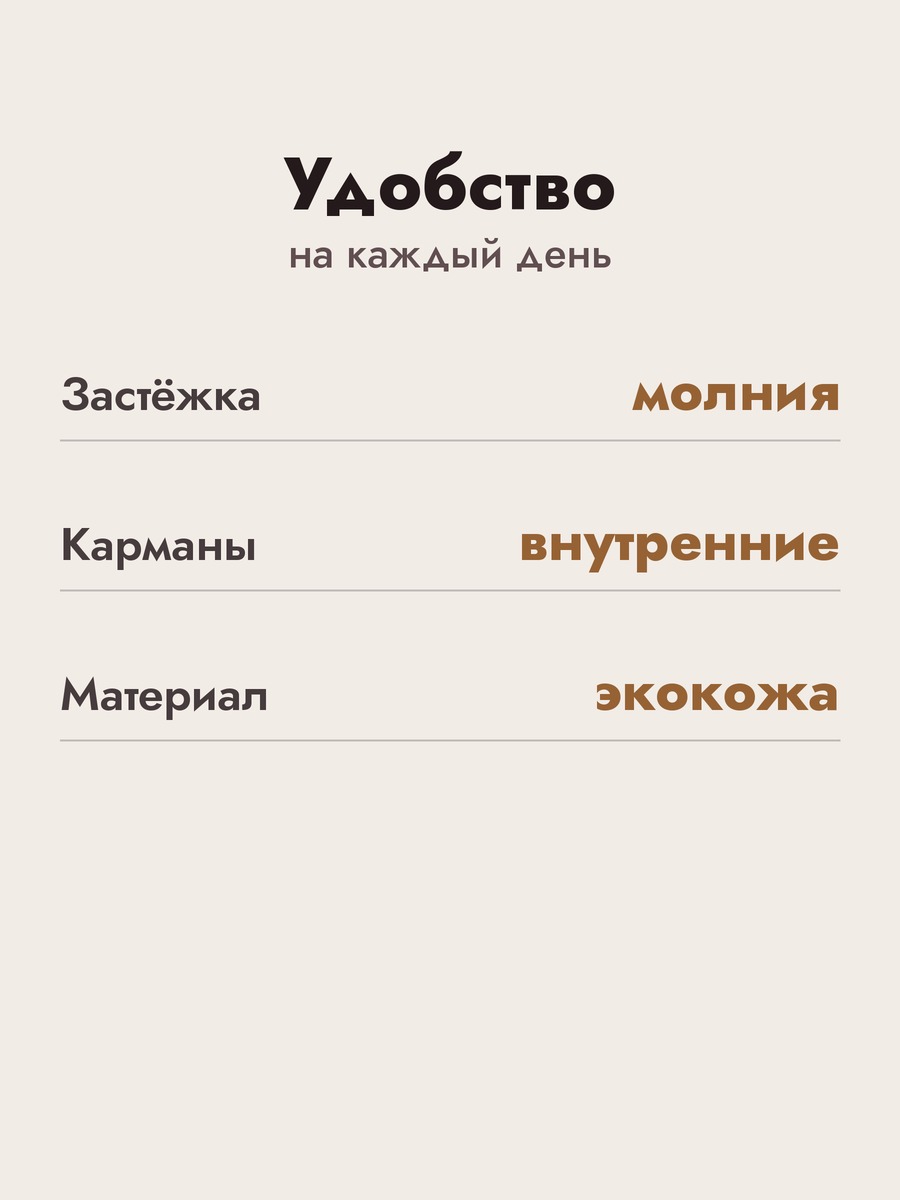 Удобство
на каждый день
Застёжка молния
Карманы внутренние
Материал экокожа